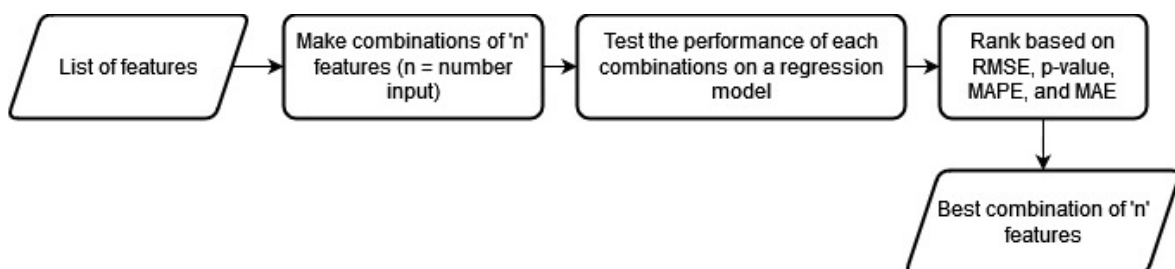 List of features
Make combinations of 'n'
features (n = number
input)
Test the performance of each
combinations on a regression
model
Rank based on
RMSE, p-value,
MAPE, and MAE
Best combination of 'n'
features